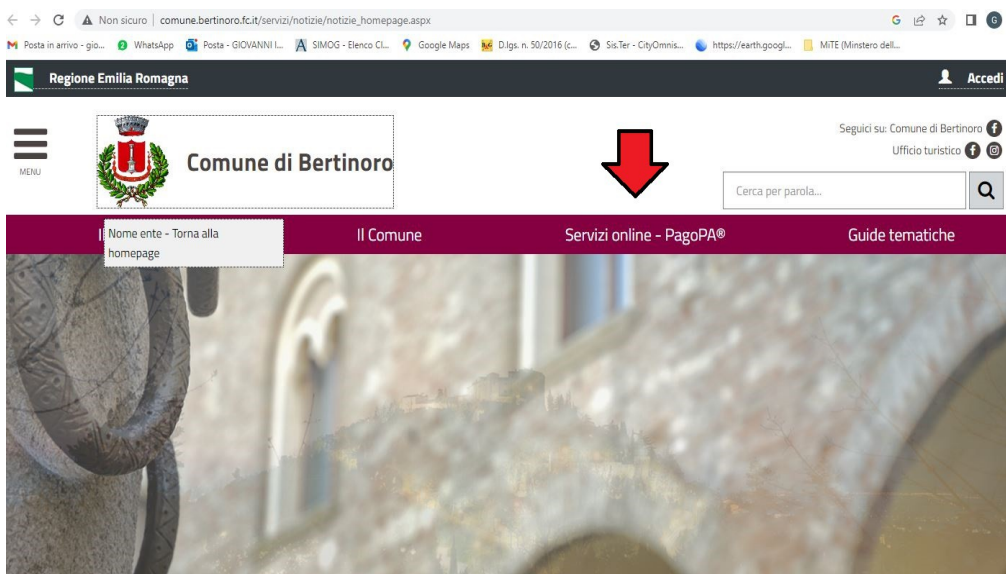 Non sicuro | comune.bertinoro.fc.it/servizi/notizie/notizie_homepage.aspx
Posta in arrivo - gio... WhatsApp Posta - GIOVANNI I... SIMOG - Elenco Cl... Google Maps D.lgs. n. 50/2016 (c... Sis.Ter - CityOmnis... https://earth.googl... MiTE (Minstero dell...
Regione Emilia Romagna Accedi
Seguici su: Comune di Bertinoro
Ufficio turistico
MENU
Comune di Bertinoro
Cerca per parola...
Il Comune Servizi online - PagoPA® Guide tematiche
Nome ente - Torna alla
homepage